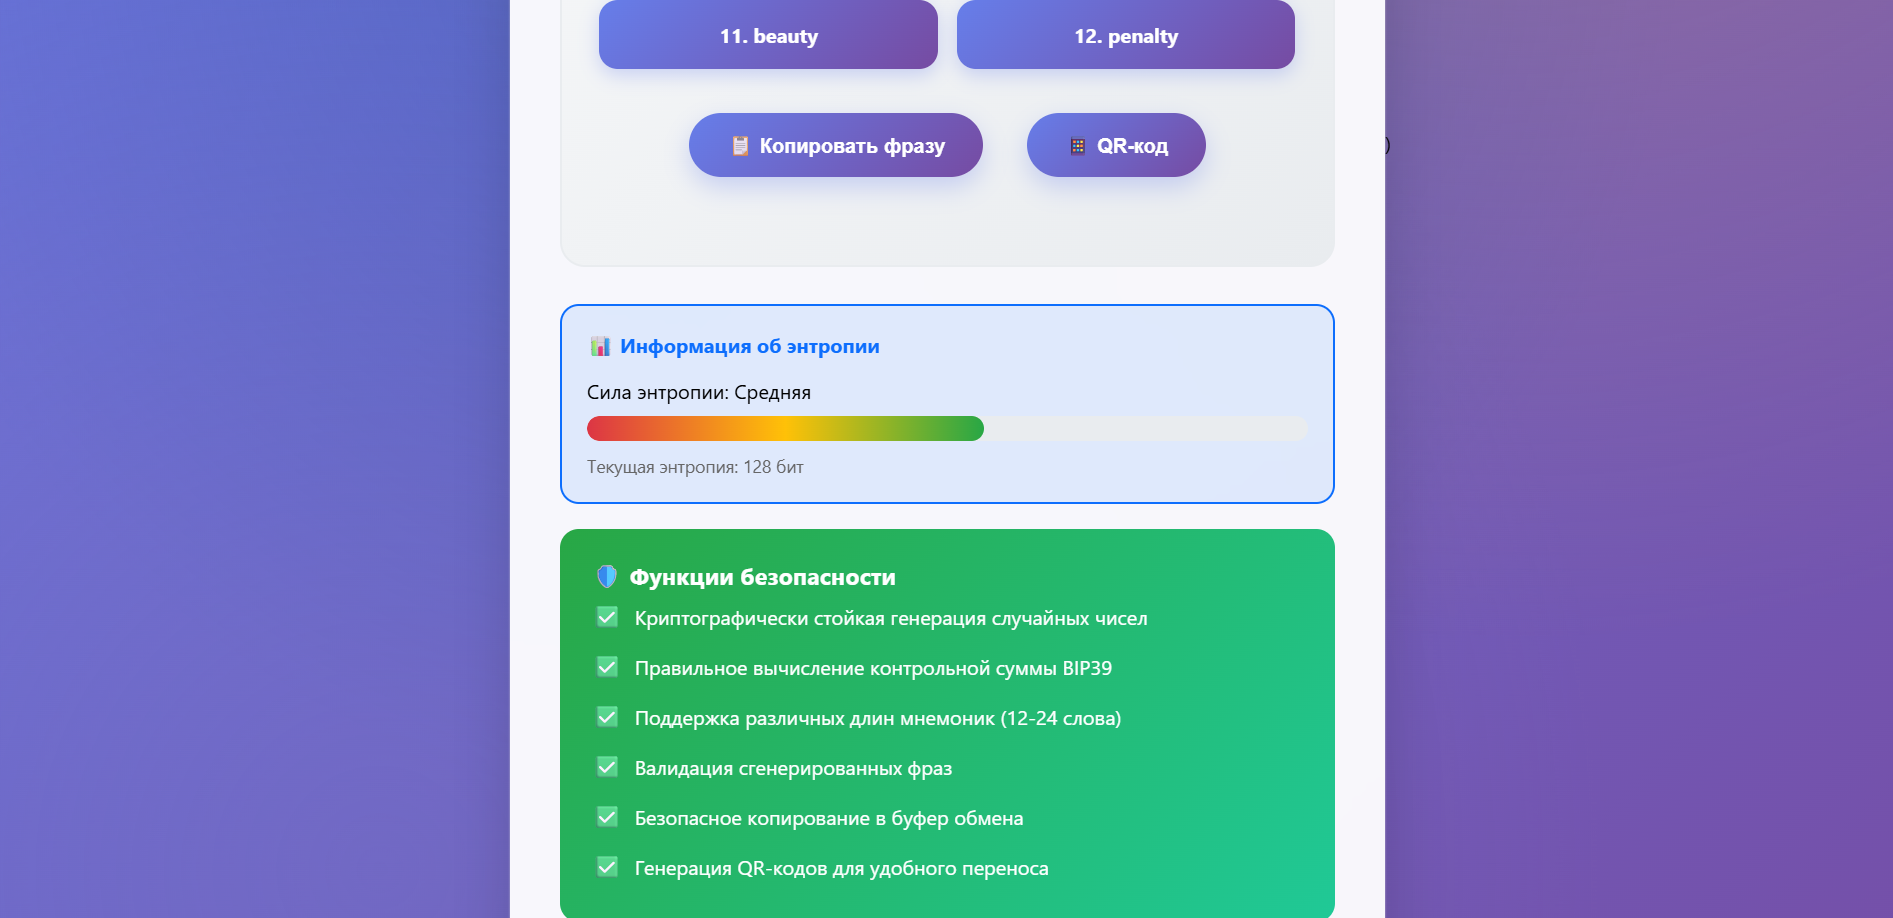 11. beauty
12. penalty
Копировать фразу
QR-код
)
Информация об энтропии
Сила энтропии: Средняя
Текущая энтропия: 128 бит
Функции безопасности
Криптографически стойкая генерация случайных чисел
Правильное вычисление контрольной суммы BIP39
Поддержка различных длин мнемоник (12-24 слова)
Валидация сгенерированных фраз
Безопасное копирование в буфер обмена
Генерация QR-кодов для удобного переноса